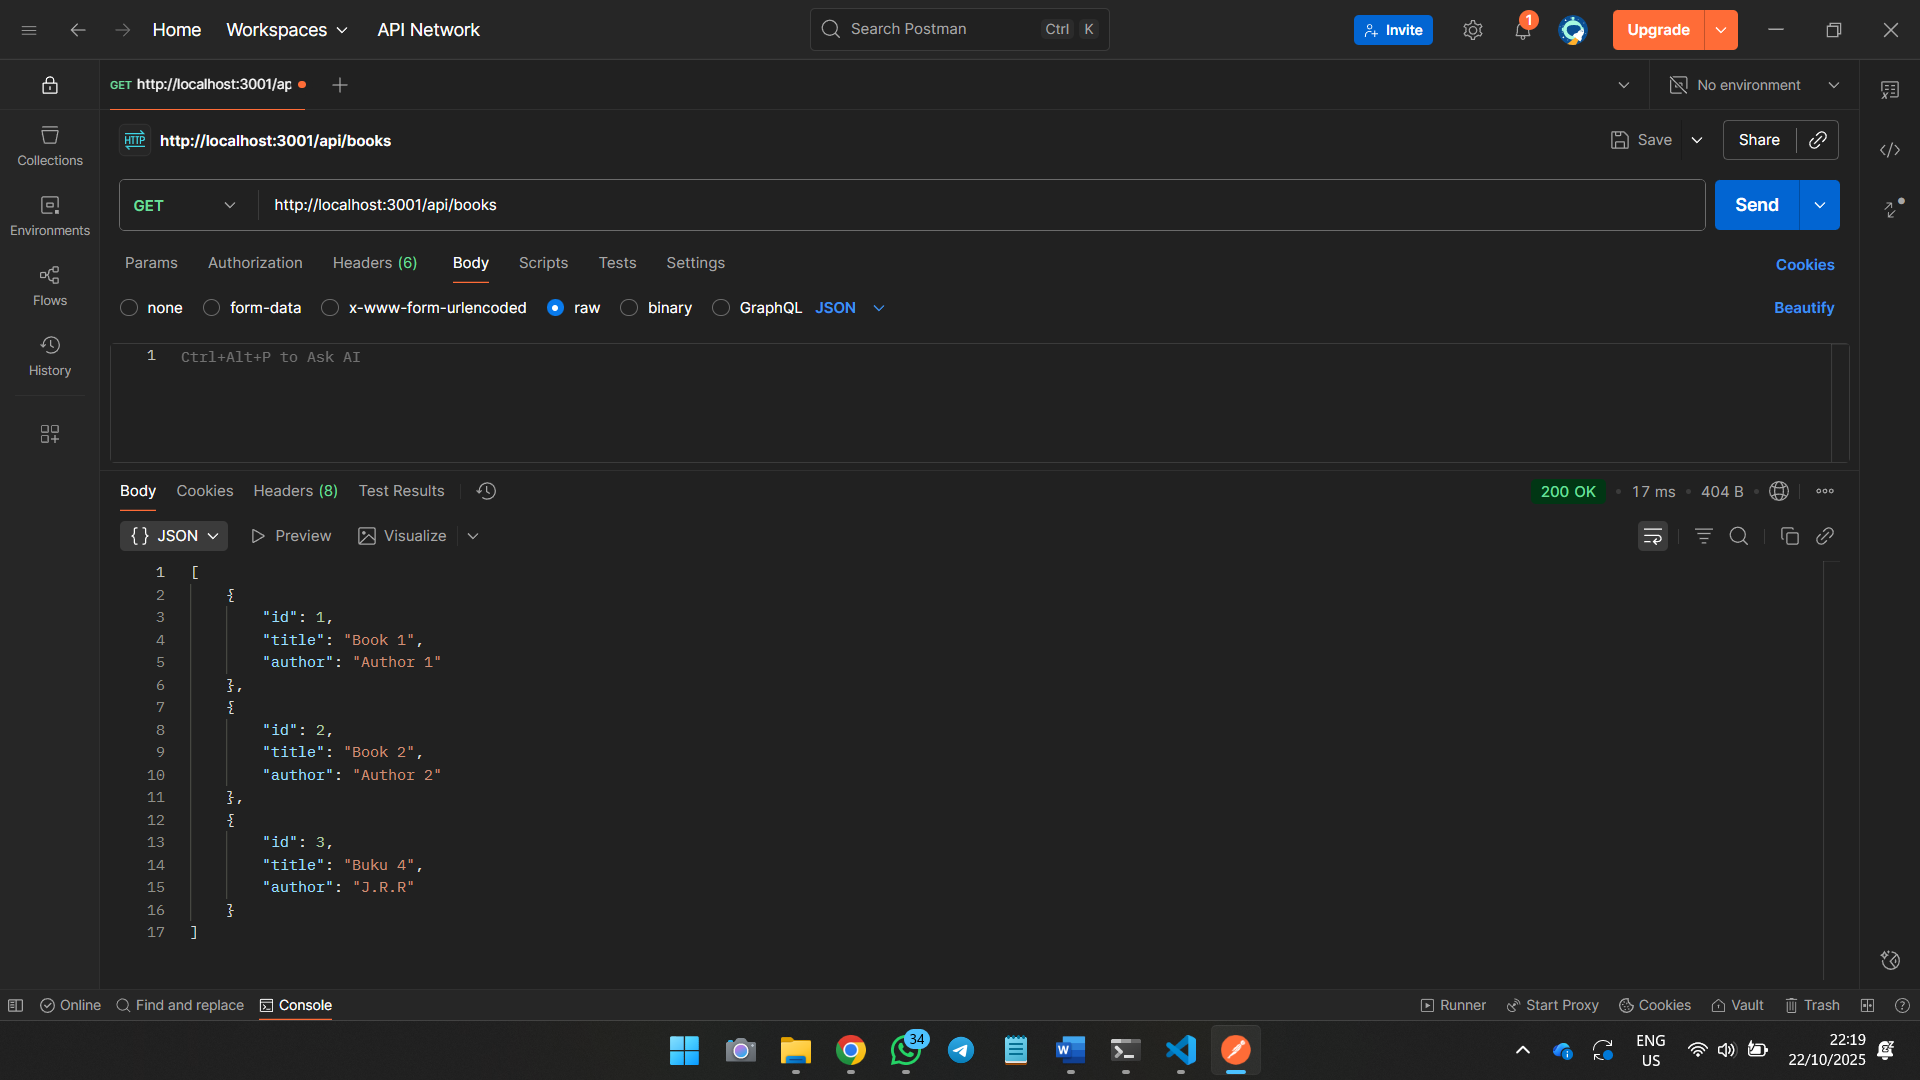 Home Workspaces API Network Search Postman Ctrl K Invite 1 Upgrade
GET http://localhost:3001/ap No environment
HTTP http://localhost:3001/api/books Save Share
GET http://localhost:3001/api/books Send
Collections
Environments
Flows
History
Params Authorization Headers (6) Body Scripts Tests Settings Cookies
none form-data x-www-form-urlencoded raw binary GraphQL JSON Beautify
1 Ctrl+Alt+P to Ask AI
Body Cookies Headers (8) Test Results 200 OK • 17 ms • 404 B
{} JSON Preview Visualize
1 [
2 {
3 "id": 1,
4 "title": "Book 1",
5 "author": "Author 1"
6 },
7 {
8 "id": 2,
9 "title": "Book 2",
10 "author": "Author 2"
11 },
12 {
13 "id": 3,
14 "title": "Buku 4",
15 "author": "J.R.R"
16 }
17 ]
Online Find and replace Console Runner Start Proxy Cookies Vault Trash
34 ENG 22:19
US 22/10/2025